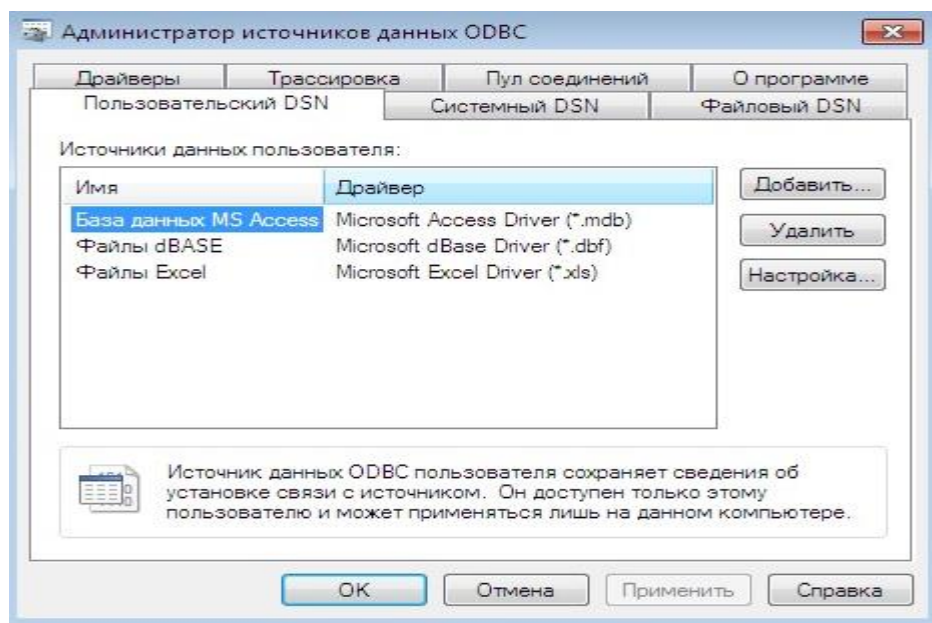 Администратор источников данных ODBC
Драйверы Трассировка Пул соединений О программе
Пользовательский DSN Системный DSN Файловый DSN
Источники данных пользователя:
Имя Драйвер
База данных MS Access Microsoft Access Driver (*.mdb)
Файлы dBASE Microsoft dBase Driver (*.dbf)
Файлы Excel Microsoft Excel Driver (*.xls)
Добавить...
Удалить
Настройка...
Источник данных ODBC пользователя сохраняет сведения об
установке связи с источником. Он доступен только этому
пользователю и может применяться лишь на данном компьютере.
OK Отмена Применить Справка